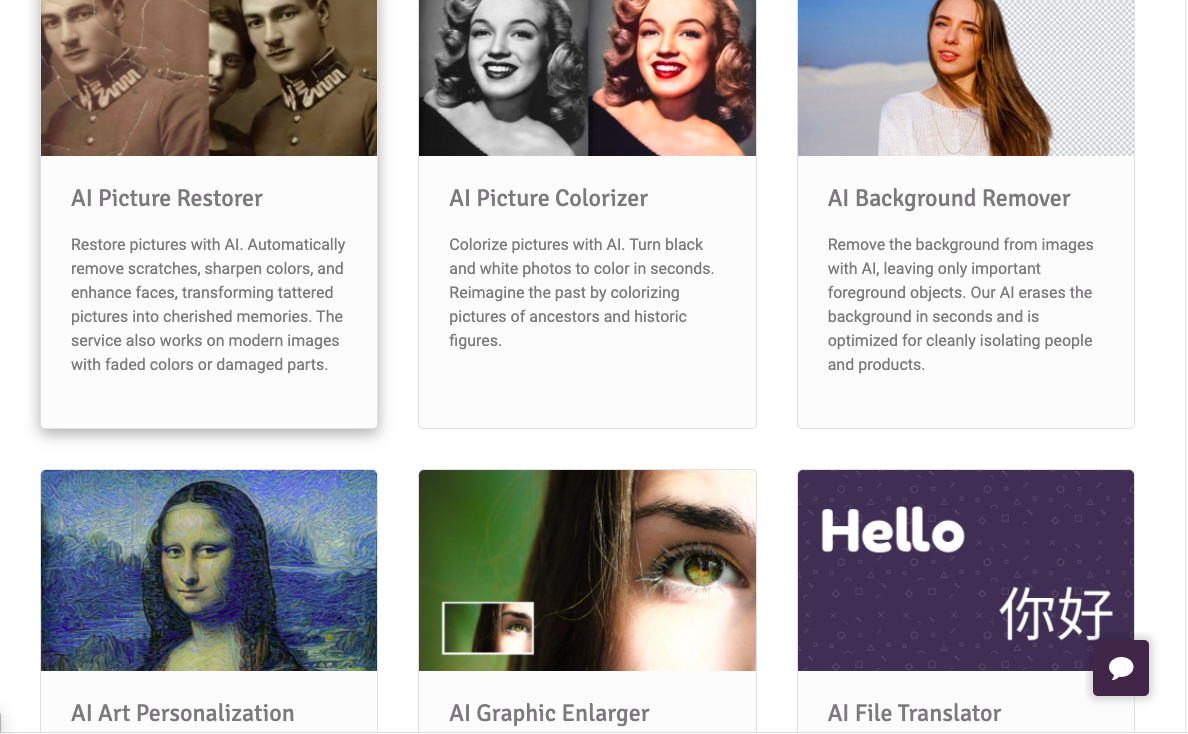 AI Picture Restorer
Restore pictures with AI. Automatically
remove scratches, sharpen colors, and
enhance faces, transforming tattered
pictures into cherished memories. The
service also works on modern images
with faded colors or damaged parts.
AI Picture Colorizer
Colorize pictures with AI. Turn black
and white photos to color in seconds.
Reimagine the past by colorizing
pictures of ancestors and historic
figures.
AI Background Remover
Remove the background from images
with AI, leaving only important
foreground objects. Our AI erases the
background in seconds and is
optimized for cleanly isolating people
and products.
Hello
你好
AI Art Personalization
AI Graphic Enlarger
AI File Translator